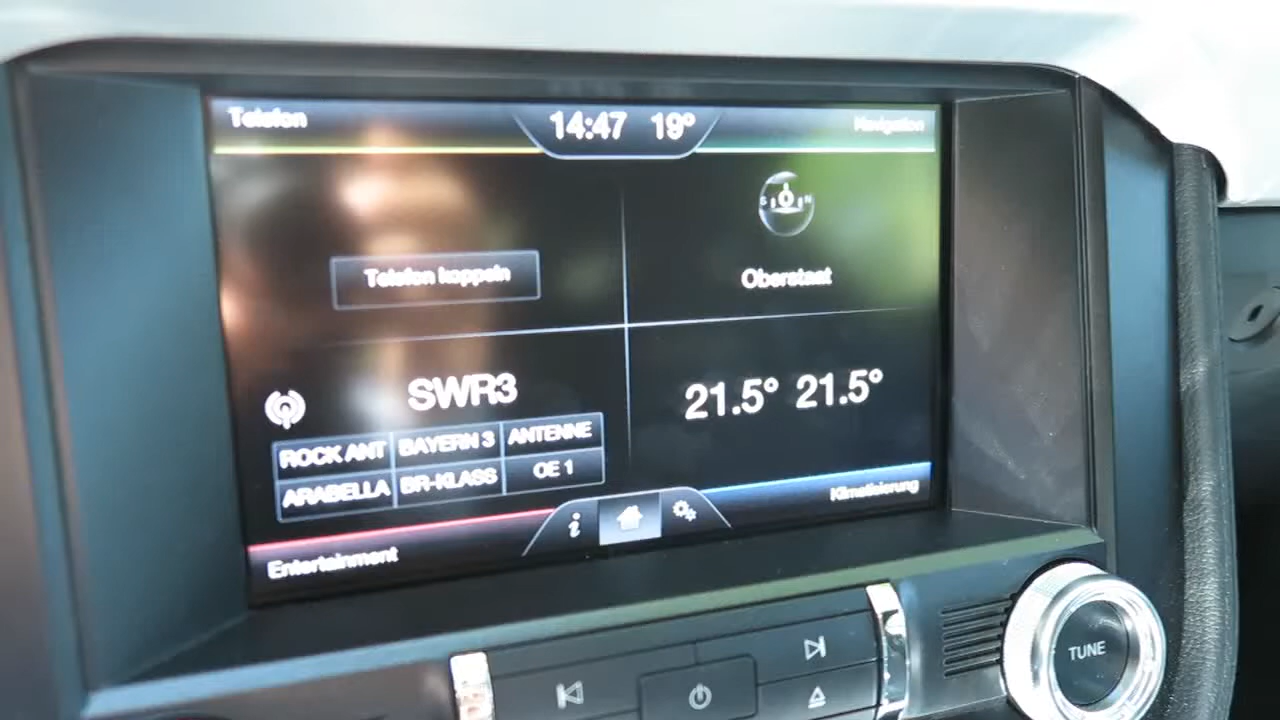 Telefon
14:47 19°
Navigation
Telefon koppeln
Oberstaat
SWR3
21.5° 21.5°
ROCK ANT BAYERN 3 ANTENNE
ARABELLA BR-KLASS OE 1
Klimatisierung
Entertainment
TUNE